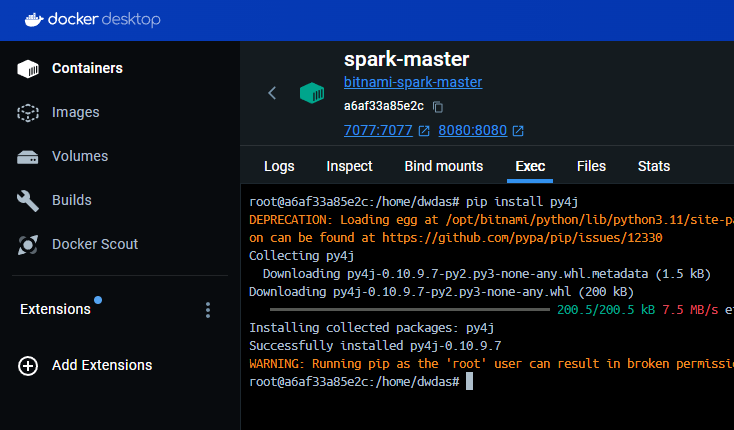 docker desktop
Containers
Images
Volumes
Builds
Docker Scout
Extensions
Add Extensions
spark-master
bitnami-spark-master
a6af33a85e2c
7077:7077 8080:8080
Logs Inspect Bind mounts Exec Files Stats
root@a6af33a85e2c:/home/dwdas# pip install py4j
DEPRECATION: Loading egg at /opt/bitnami/python/lib/python3.11/site-pa
on can be found at https://github.com/pypa/pip/issues/12330
Collecting py4j
Downloading py4j-0.10.9.7-py2.py3-none-any.whl.metadata (1.5 kB)
Downloading py4j-0.10.9.7-py2.py3-none-any.whl (200 kB)
200.5/200.5 kB 7.5 MB/s et
Installing collected packages: py4j
Successfully installed py4j-0.10.9.7
WARNING: Running pip as the 'root' user can result in broken permissio
root@a6af33a85e2c:/home/dwdas#